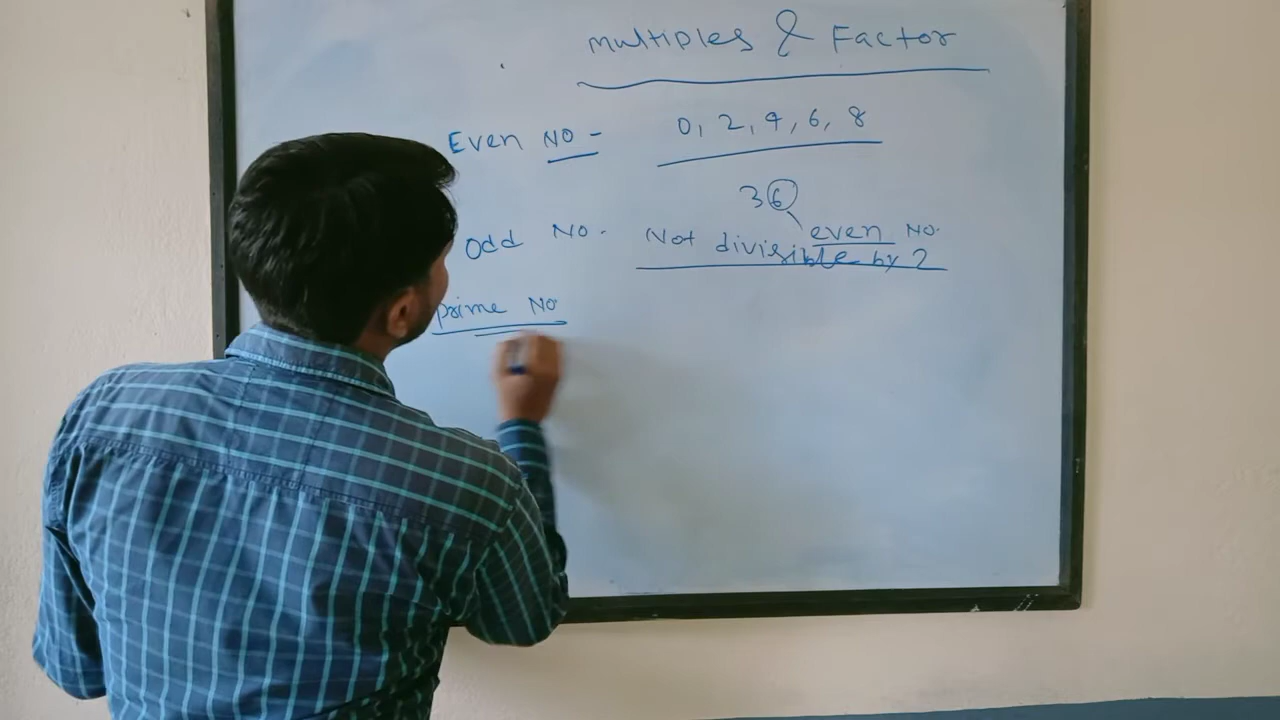 Multiples & Factor
Even NO - 0, 2, 4, 6, 8
36
even NO.
Odd NO. Not divisible by 2
prime NO